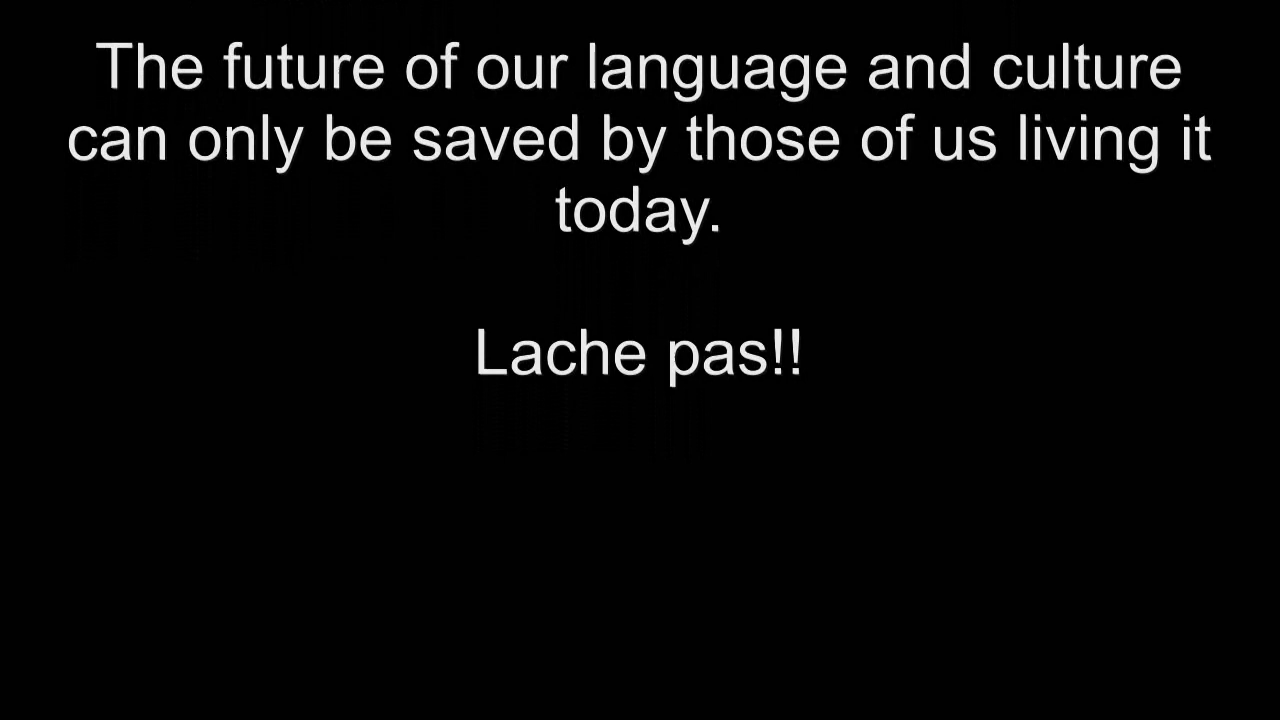 The future of our language and culture
can only be saved by those of us living it
today.
Lache pas!!